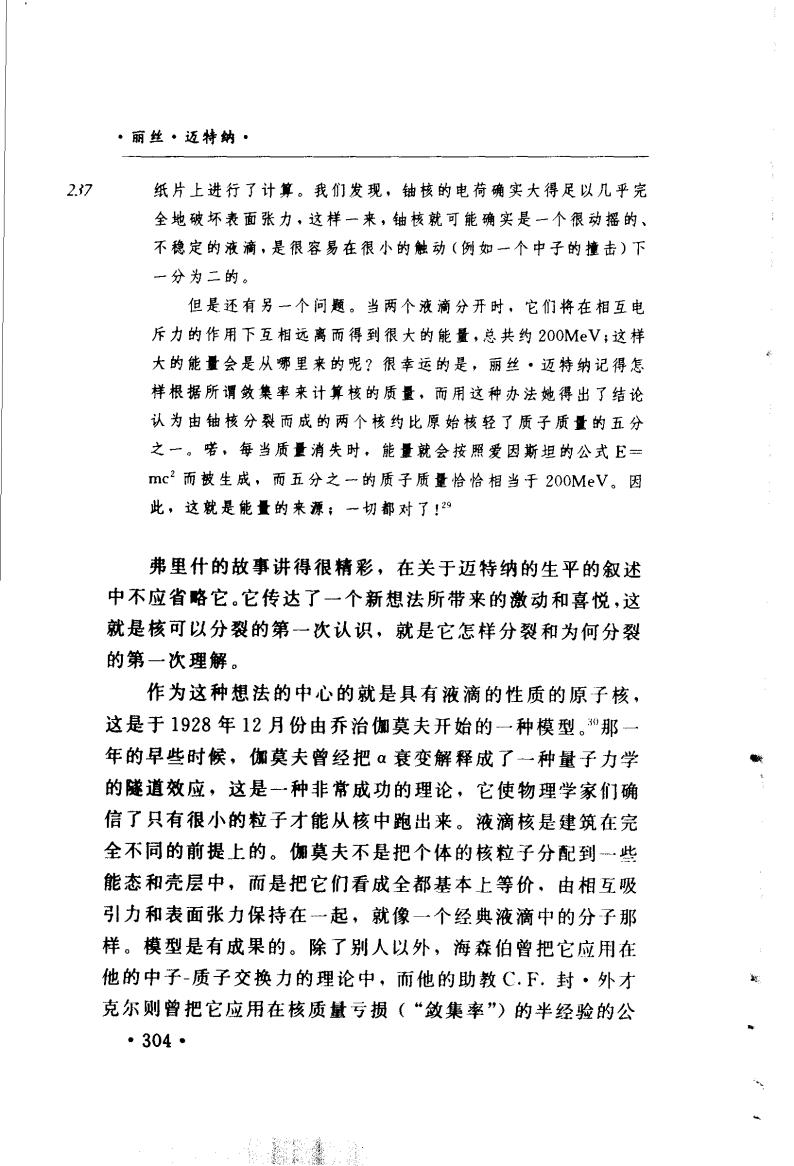 ·丽丝·迈特纳·
237
纸片上进行了计算。我们发现，铀核的电荷确实大得足以几乎完
全地破坏表面张力，这样一来，铀核就可能确实是一个很动摇的、
不稳定的液滴，是很容易在很小的触动（例如一个中子的撞击）下
一分为二的。
但是还有另一个问题。当两个液滴分开时，它们将在相互电
斥力的作用下互相远离而得到很大的能量，总共约 200MeV；这样
大的能量会是从哪里来的呢？很幸运的是，丽丝·迈特纳记得怎
样根据所谓敛集率来计算核的质量，而用这种办法她得出了结论
认为由铀核分裂而成的两个核约比原始核轻了质子质量的五分
之一。喏，每当质量消失时，能量就会按照爱因斯坦的公式 E=
mc² 而被生成，而五分之一的质子质量恰恰相当于 200MeV。因
此，这就是能量的来源；一切都对了！²⁹
弗里什的故事讲得很精彩，在关于迈特纳的生平的叙述
中不应省略它。它传达了一个新想法所带来的激动和喜悦，这
就是核可以分裂的第一次认识，就是它怎样分裂和为何分裂
的第一次理解。
作为这种想法的中心的就是具有液滴的性质的原子核，
这是于 1928 年 12 月份由乔治伽莫夫开始的一种模型。³⁰那一
年的早些时候，伽莫夫曾经把 α 衰变解释成了一种量子力学
的隧道效应，这是一种非常成功的理论，它使物理学家们确
信了只有很小的粒子才能从核中跑出来。液滴核是建筑在完
全不同的前提上的。伽莫夫不是把个体的核粒子分配到一些
能态和壳层中，而是把它们看成全都基本上等价，由相互吸
引力和表面张力保持在一起，就像一个经典液滴中的分子那
样。模型是有成果的。除了别人以外，海森伯曾把它应用在
他的中子-质子交换力的理论中，而他的助教 C.F. 封·外才
克尔则曾把它应用在核质量亏损（“敛集率”）的半经验的公
·304·